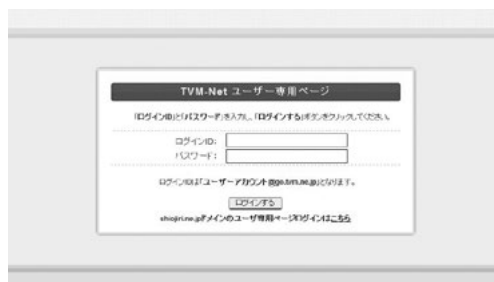 TVM-Net ユーザー専用ページ
「ログインID」と「パスワード」を入力し、「ログインする」ボタンをクリックしてください。
ログインID:
パスワード:
ログインIDは「ユーザーアカウント@go.tvm.ne.jp」となります。
ログインする
shiojiri.ne.jpドメインのユーザ専用ページログインはこちら